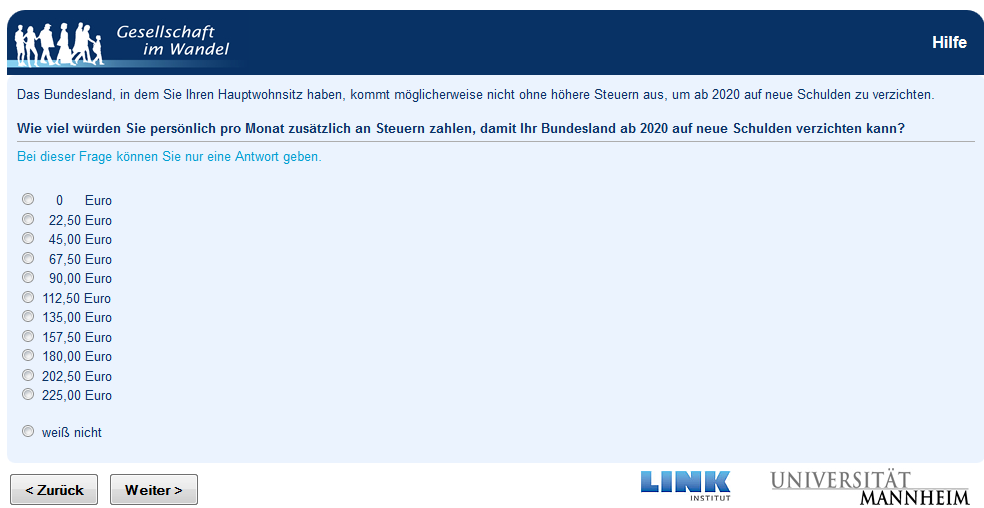 Gesellschaft
im Wandel
Hilfe
Das Bundesland, in dem Sie Ihren Hauptwohnsitz haben, kommt möglicherweise nicht ohne höhere Steuern aus, um ab 2020 auf neue Schulden zu verzichten.
Wie viel würden Sie persönlich pro Monat zusätzlich an Steuern zahlen, damit Ihr Bundesland ab 2020 auf neue Schulden verzichten kann?
Bei dieser Frage können Sie nur eine Antwort geben.
0 Euro
22,50 Euro
45,00 Euro
67,50 Euro
90,00 Euro
112,50 Euro
135,00 Euro
157,50 Euro
180,00 Euro
202,50 Euro
225,00 Euro
weiß nicht
< Zurück Weiter >
LINK
INSTITUT
UNIVERSITÄT
MANNHEIM